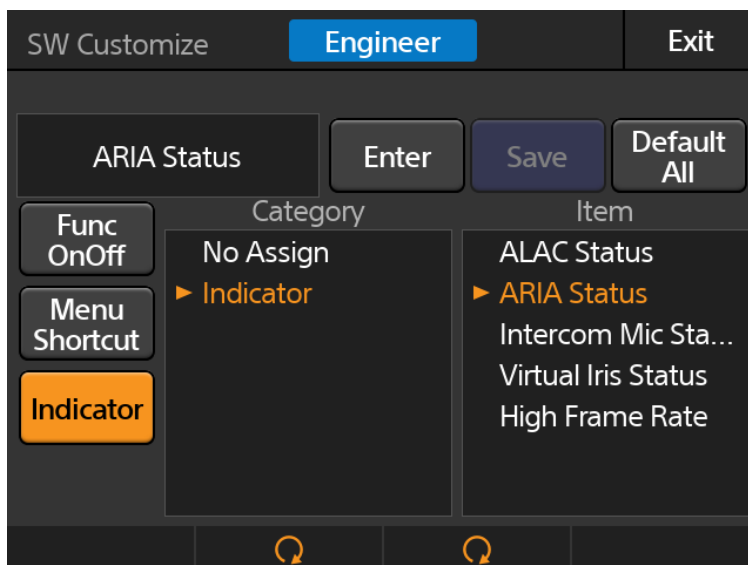 SW Customize Engineer Exit
ARIA Status Enter Save Default
All
Category Item
Func
OnOff
No Assign
Indicator
Menu
Shortcut
Indicator
ALAC Status
ARIA Status
Intercom Mic Sta...
Virtual Iris Status
High Frame Rate